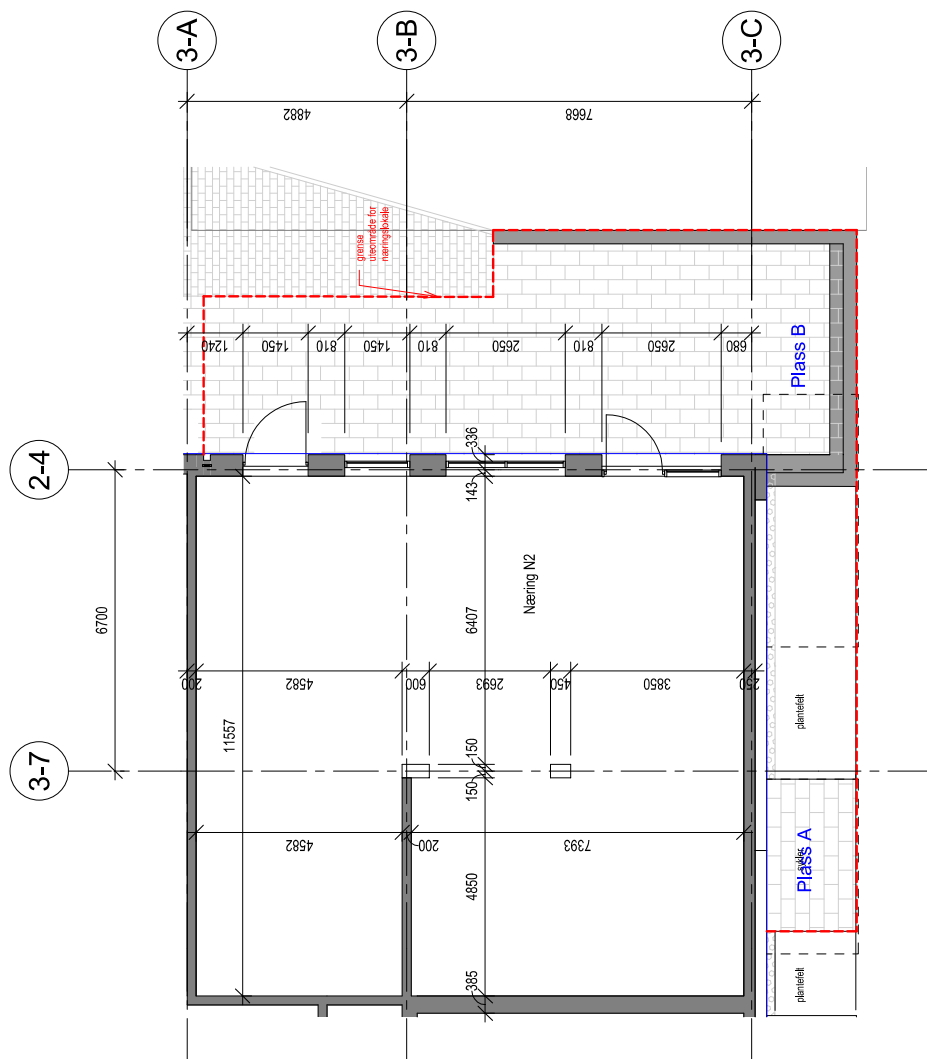 3-A
3-B
3-C
4882
7668
grense
uteområde for
næringslokale
1240
1450
810
1450
810
2650
810
2650
680
Plass B
2-4
336
143
6700
Næring N2
6407
200
4582
600
2693
450
3850
250
11557
plantefelt
3-7
150
150
4582
200
7393
Plass A
4850
385
plantefelt